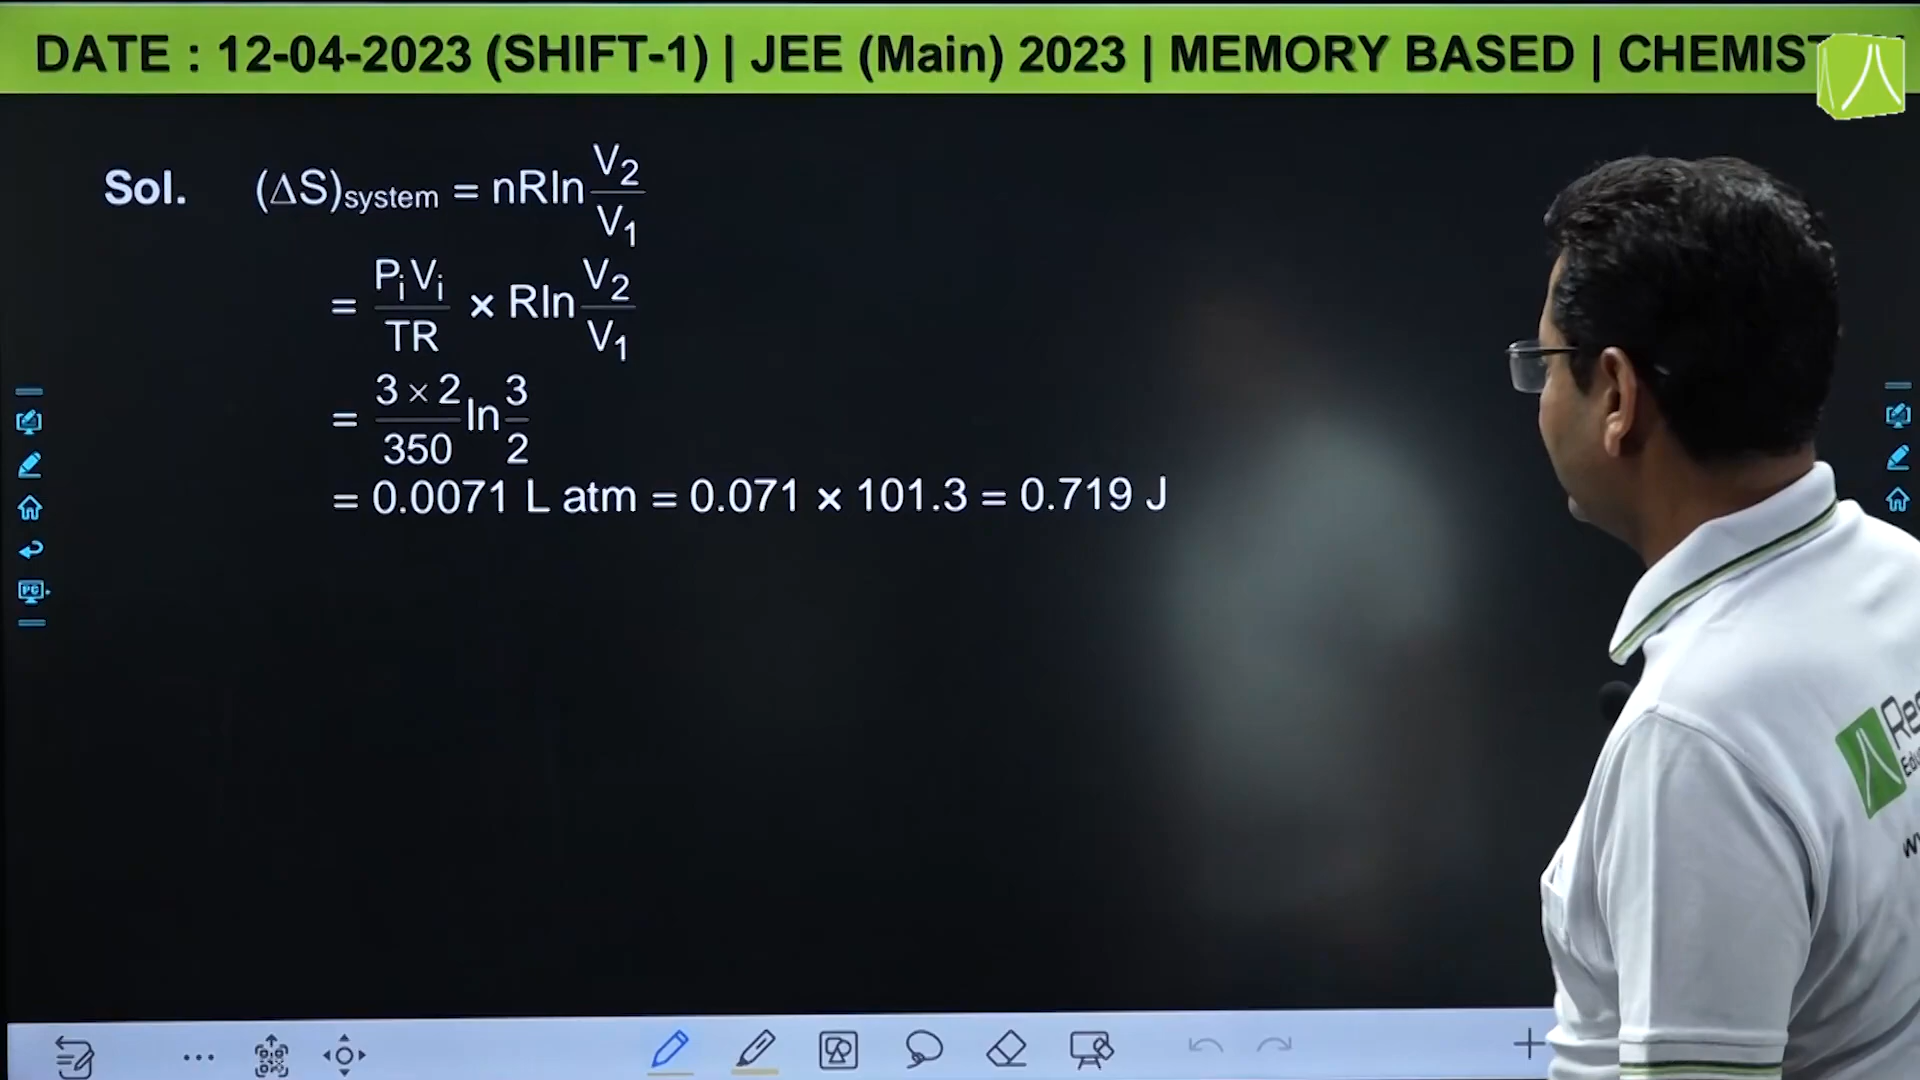 DATE : 12-04-2023 (SHIFT-1) | JEE (Main) 2023 | MEMORY BASED |
Sol. (ΔS)system = nRln V2/V1
= PiVi/TR × Rln V2/V1
= 3 × 2/350 ln 3/2
= 0.0071 L atm = 0.071 × 101.3 = 0.719 J
PC